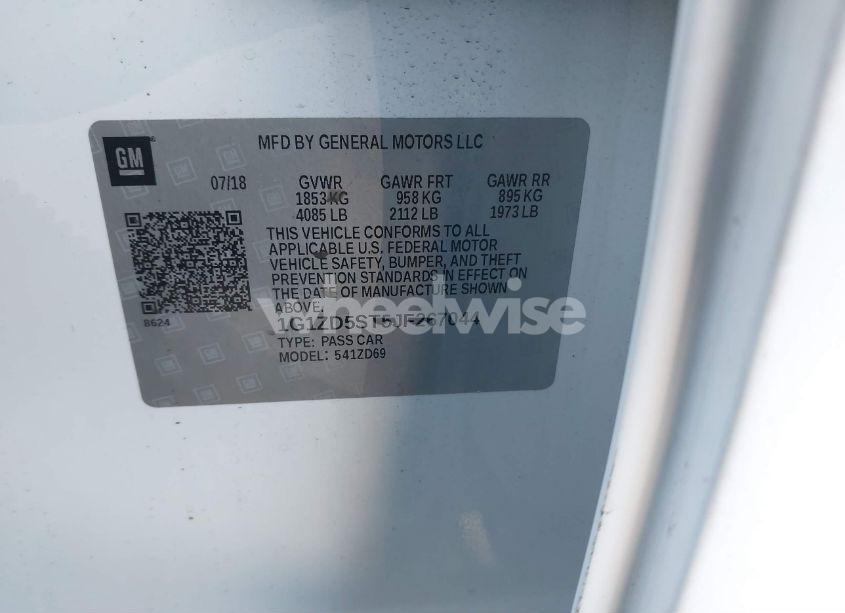 GM
MFD BY GENERAL MOTORS LLC
07/18 GVWR GAWR FRT GAWR RR
1853 KG 958 KG 895 KG
4085 LB 2112 LB 1973 LB
THIS VEHICLE CONFORMS TO ALL
APPLICABLE U.S. FEDERAL MOTOR
VEHICLE SAFETY, BUMPER, AND THEFT
PREVENTION STANDARDS IN EFFECT ON
THE DATE OF MANUFACTURE SHOWN
ABOVE.
8624
1G1ZD5ST5JF267044
TYPE: PASS CAR
MODEL: 541ZD69
wheelwise